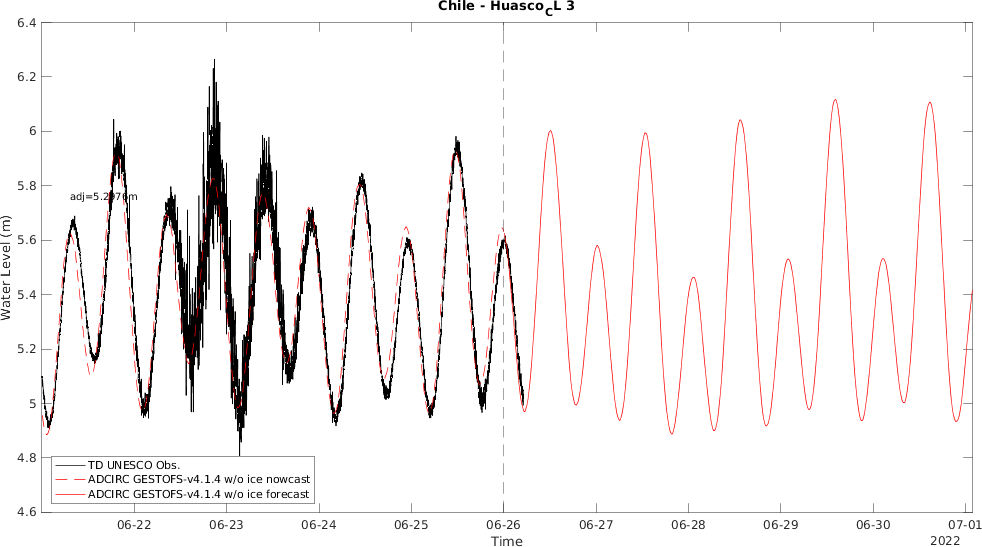 Chile - Huasco_CL 3
6.4
6.2
6
5.8
5.6
5.4
5.2
5
4.8
4.6
Water Level (m)
adj=5.2976m
TD UNESCO Obs.
ADCIRC GESTOFS-v4.1.4 w/o ice nowcast
ADCIRC GESTOFS-v4.1.4 w/o ice forecast
06-22 06-23 06-24 06-25 06-26 06-27 06-28 06-29 06-30 07-01
Time
2022